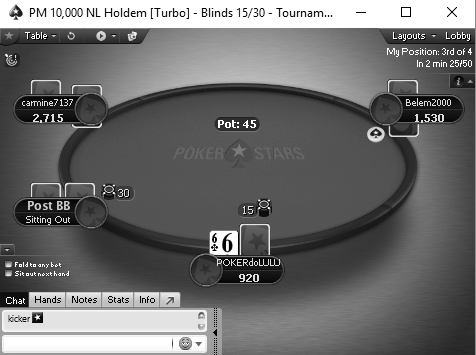 PM 10,000 NL Holdem [Turbo] - Blinds 15/30 - Tournam...
Table
Layouts
Lobby
My Position: 3rd of 4
In 2 min 25/50
i
carmine7137
2,715
Pot: 45
Belem2000
1,530
POKER STARS
Post BB
Sitting Out
30
15
6
6
POKERdoLULU
920
Fold to any bet
Sit out next hand
Chat Hands Notes Stats Info
kicker